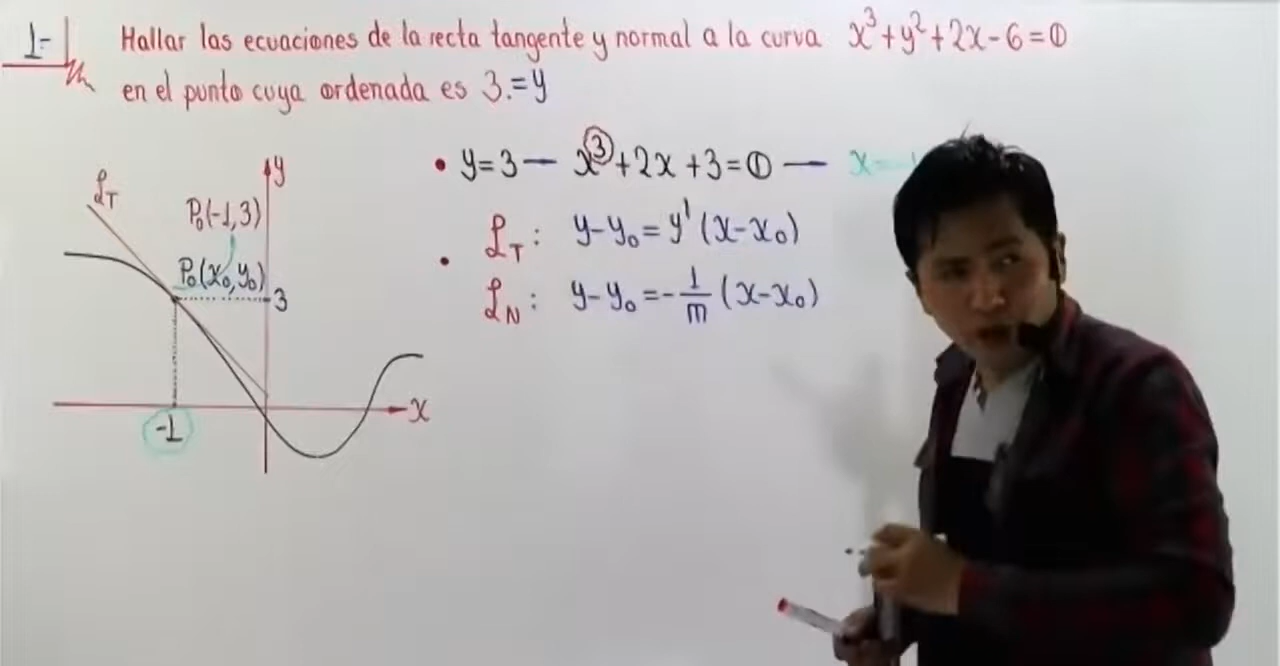 1- Hallar las ecuaciones de la recta tangente y normal a la curva x³+y²+2x-6=0
en el punto cuya ordenada es 3.=y
• y=3 — x³+2x+3=0 — x=-1
• ℒT: y-y₀=y'(x-x₀)
ℒN: y-y₀=-1/m (x-x₀)
y
ℒT
P₀(-1,3)
P₀(x₀,y₀)
3
x
-1